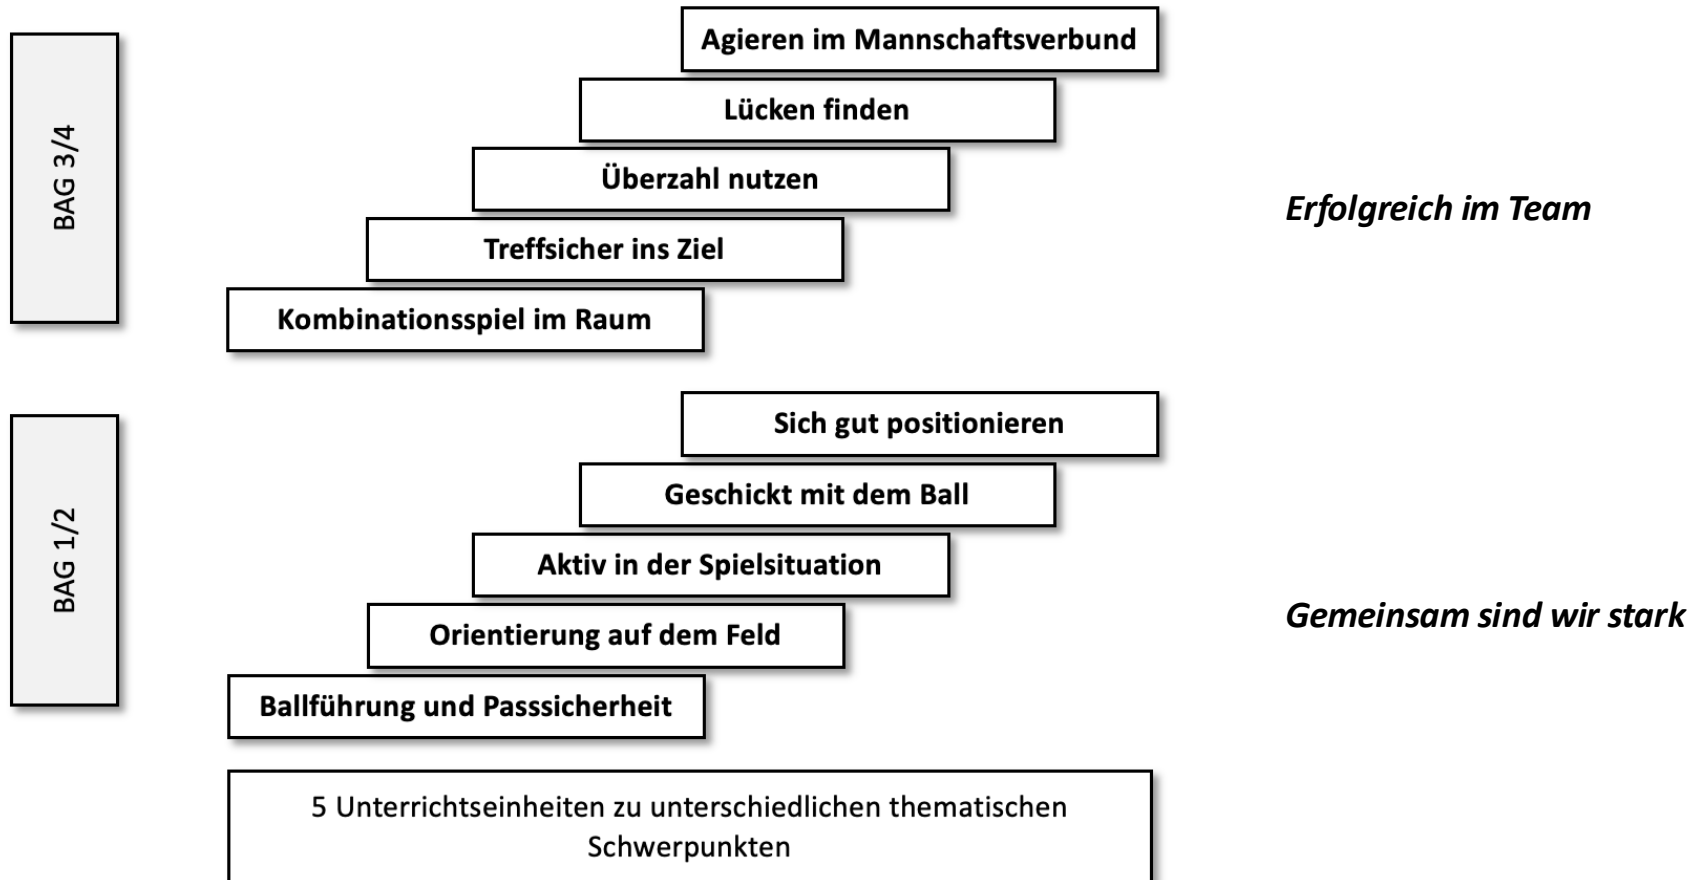 Agieren im Mannschaftsverbund
Lücken finden
Überzahl nutzen
Treffsicher ins Ziel
Kombinationsspiel im Raum
BAG 3/4
Erfolgreich im Team
Sich gut positionieren
Geschickt mit dem Ball
Aktiv in der Spielsituation
Orientierung auf dem Feld
Ballführung und Passsicherheit
BAG 1/2
Gemeinsam sind wir stark
5 Unterrichtseinheiten zu unterschiedlichen thematischen
Schwerpunkten